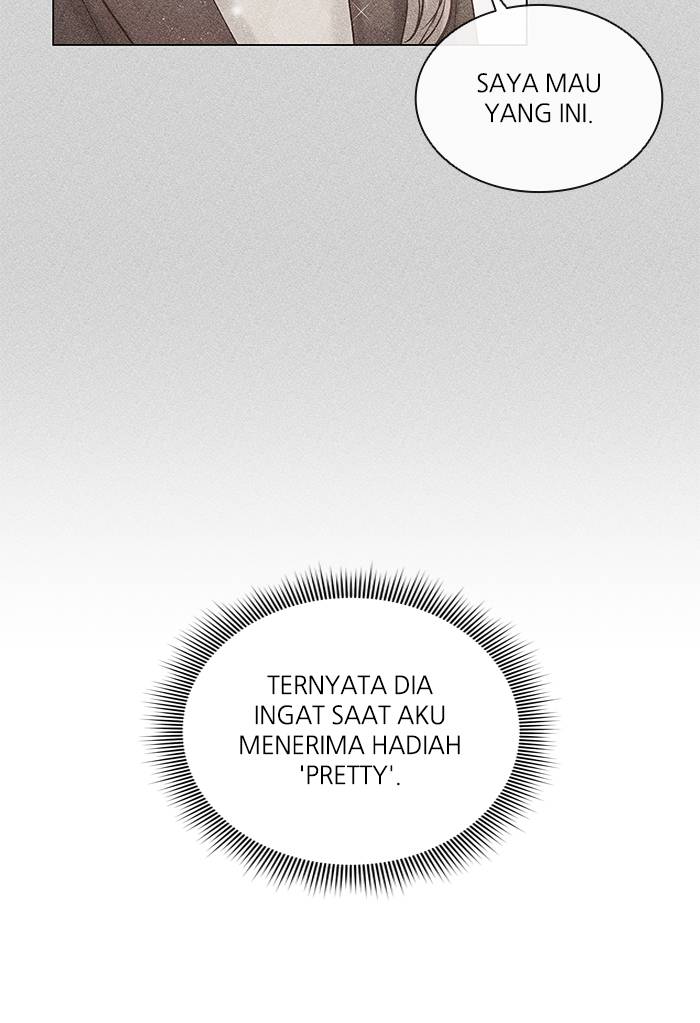 SAYA MAU
YANG INI.
TERNYATA DIA
INGAT SAAT AKU
MENERIMA HADIAH
'PRETTY'.